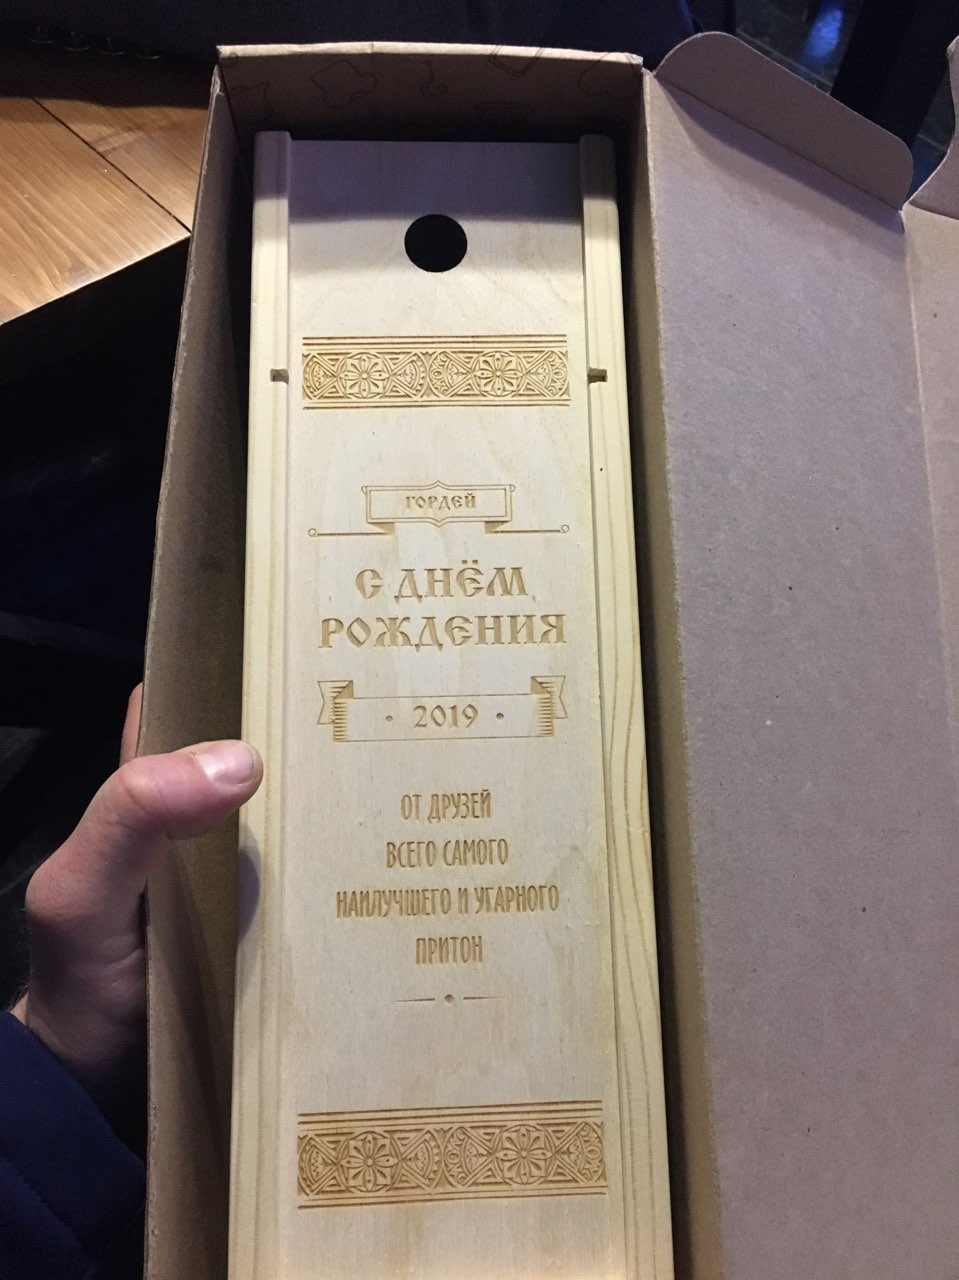 ГОРДЕЙ
С ДНЁМ
РОЖДЕНИЯ
· 2019 ·
ОТ ДРУЗЕЙ
ВСЕГО САМОГО
НАИЛУЧШЕГО И УГАРНОГО
ПРИТОН